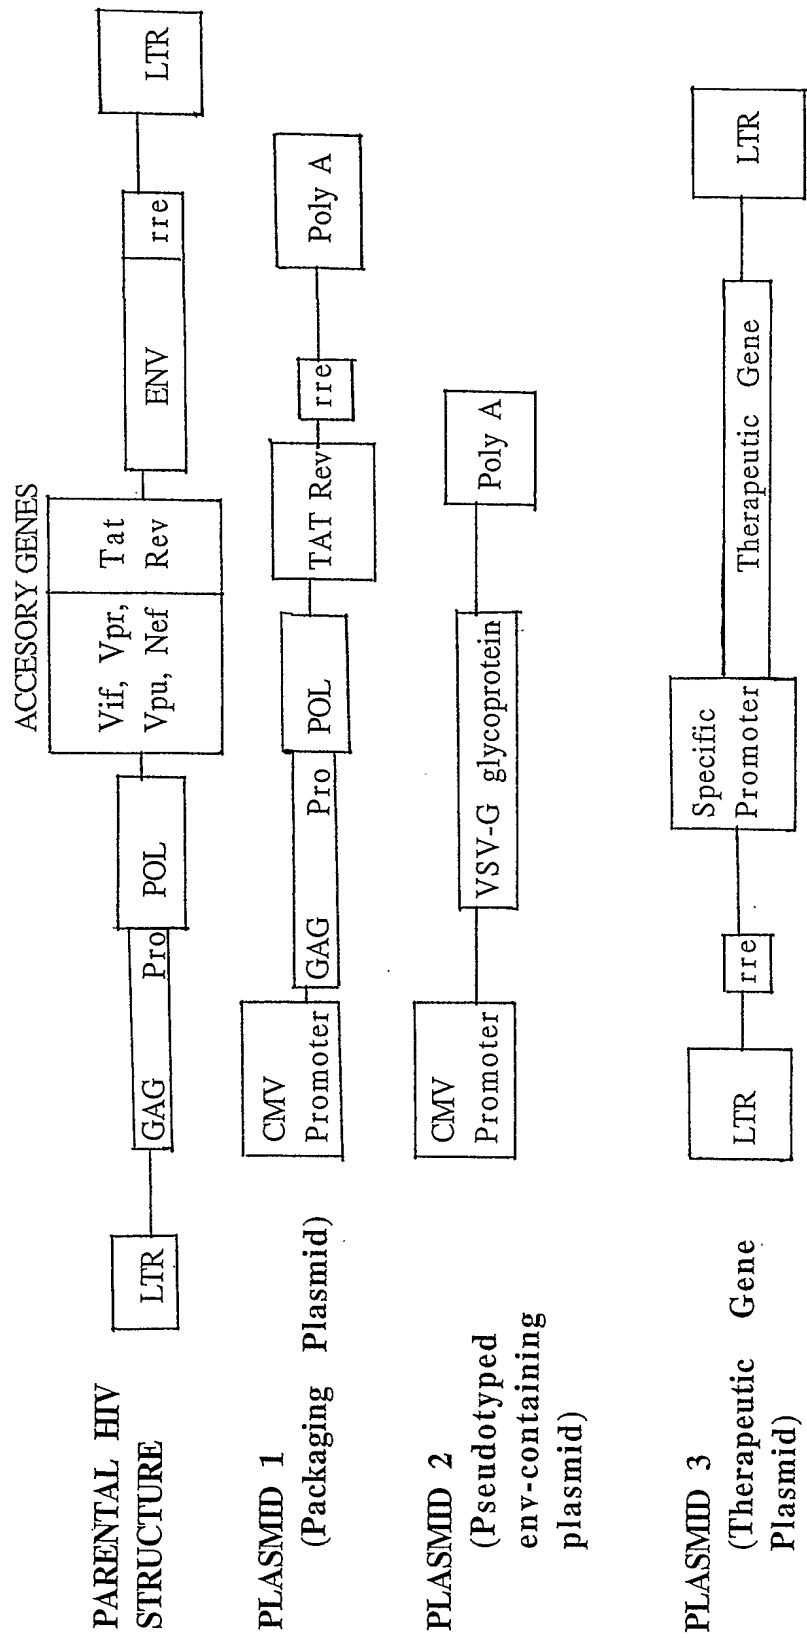 PARENTAL HIV
STRUCTURE
LTR
GAG Pro
POL
ACCESORY GENES
Vif, Vpr,
Vpu, Nef
Tat
Rev
ENV
rre
LTR
PLASMID 1
(Packaging Plasmid)
CMV
Promoter
GAG Pro
POL
TAT Rev
rre
Poly A
PLASMID 2
(Pseudotyped
env-containing
plasmid)
CMV
Promoter
VSV-G glycoprotein
Poly A
PLASMID 3
(Therapeutic Gene
Plasmid)
LTR
rre
Specific
Promoter
Therapeutic Gene
LTR